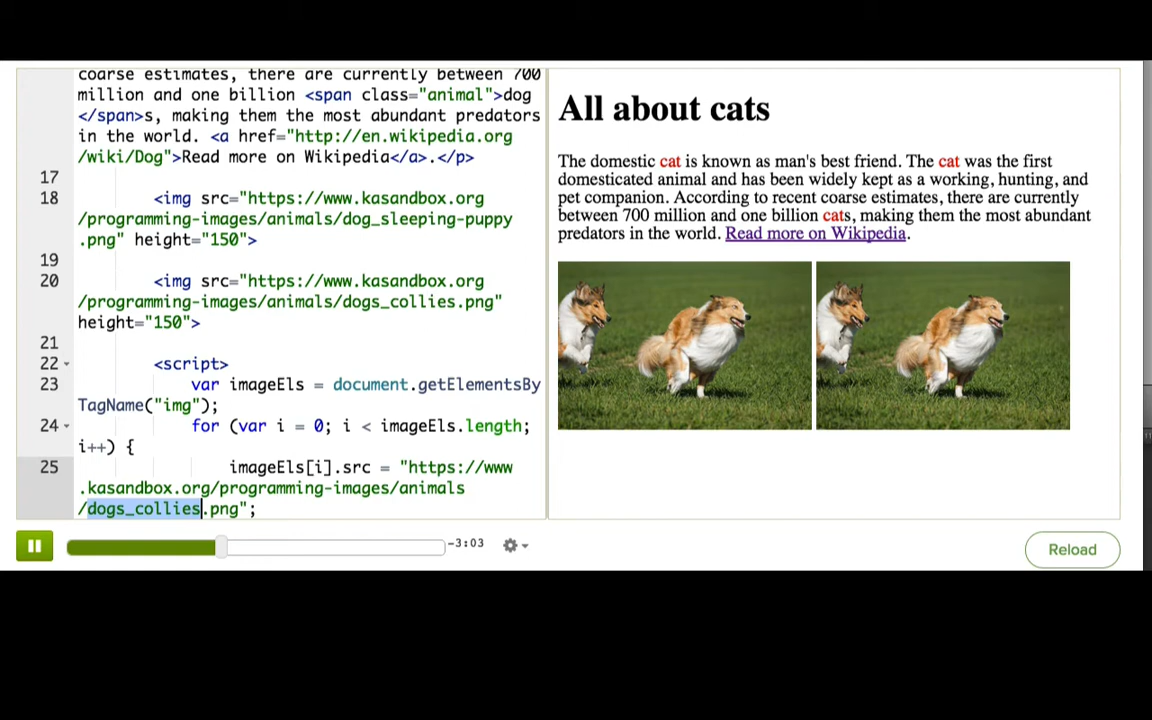 coarse estimates, there are currently between 700
million and one billion <span class="animal">dog
</span>s, making them the most abundant predators
in the world. <a href="http://en.wikipedia.org
/wiki/Dog">Read more on Wikipedia</a>.</p>
17
18 <img src="https://www.kasandbox.org
/programming-images/animals/dog_sleeping-puppy
.png" height="150">
19
20 <img src="https://www.kasandbox.org
/programming-images/animals/dogs_collies.png"
height="150">
21
22 <script>
23 var imageEls = document.getElementsBy
TagName("img");
24 for (var i = 0; i < imageEls.length;
i++) {
25 imageEls[i].src = "https://www
.kasandbox.org/programming-images/animals
/dogs_collies.png";
All about cats
The domestic cat is known as man's best friend. The cat was the first
domesticated animal and has been widely kept as a working, hunting, and
pet companion. According to recent coarse estimates, there are currently
between 700 million and one billion cats, making them the most abundant
predators in the world. Read more on Wikipedia.
-3:03
Reload